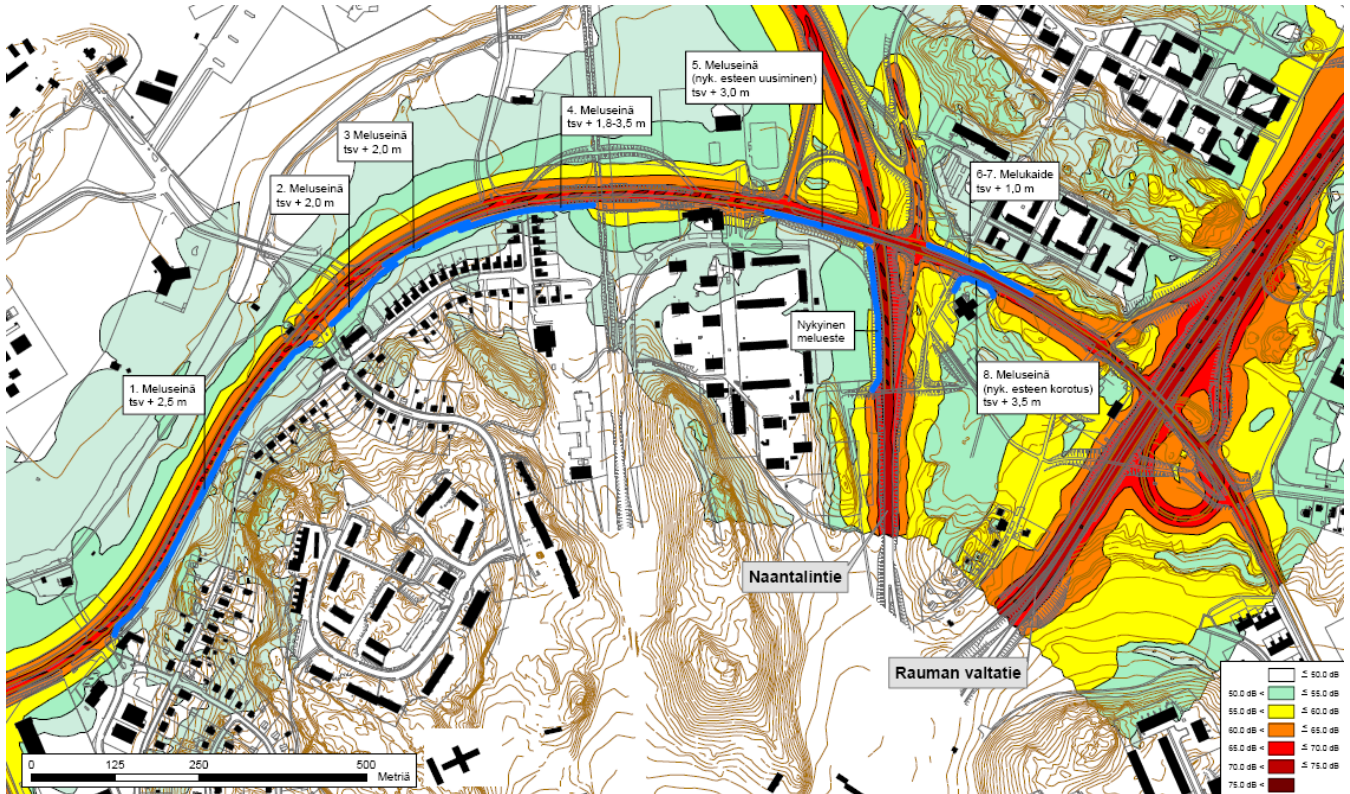 5. Meluseinä
(nyk. esteen uusiminen)
tsv + 3,0 m
4. Meluseinä
tsv + 1,8-3,5 m
3 Meluseinä
tsv + 2,0 m
2. Meluseinä
tsv + 2,0 m
6-7. Melukaide
tsv + 1,0 m
Nykyinen
melueste
1. Meluseinä
tsv + 2,5 m
8. Meluseinä
(nyk. esteen korotus)
tsv + 3,5 m
Naantalintie
Rauman valtatie
≤ 50.0 dB
50.0 dB < ≤ 55.0 dB
55.0 dB < ≤ 60.0 dB
60.0 dB < ≤ 65.0 dB
65.0 dB < ≤ 70.0 dB
70.0 dB < ≤ 75.0 dB
75.0 dB <
0 125 250 500
Metriä